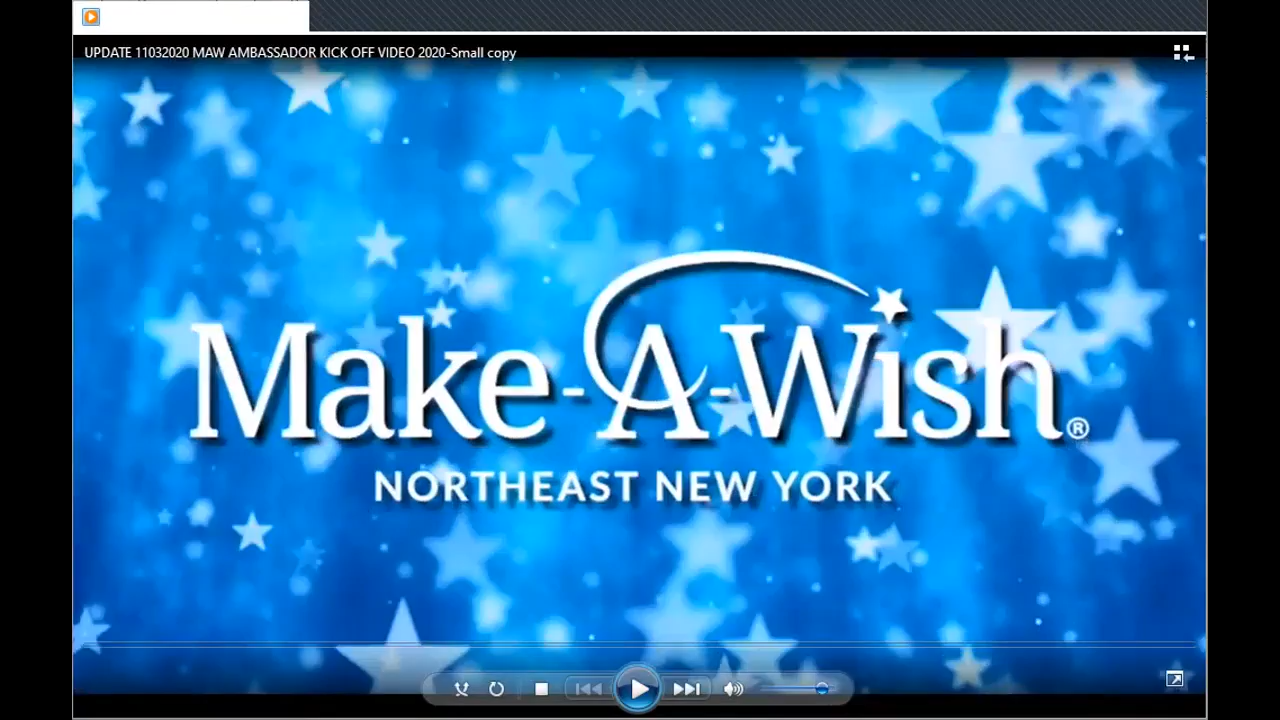 UPDATE 11032020 MAW AMBASSADOR KICK OFF VIDEO 2020-Small copy
Make-A-Wish®
NORTHEAST NEW YORK